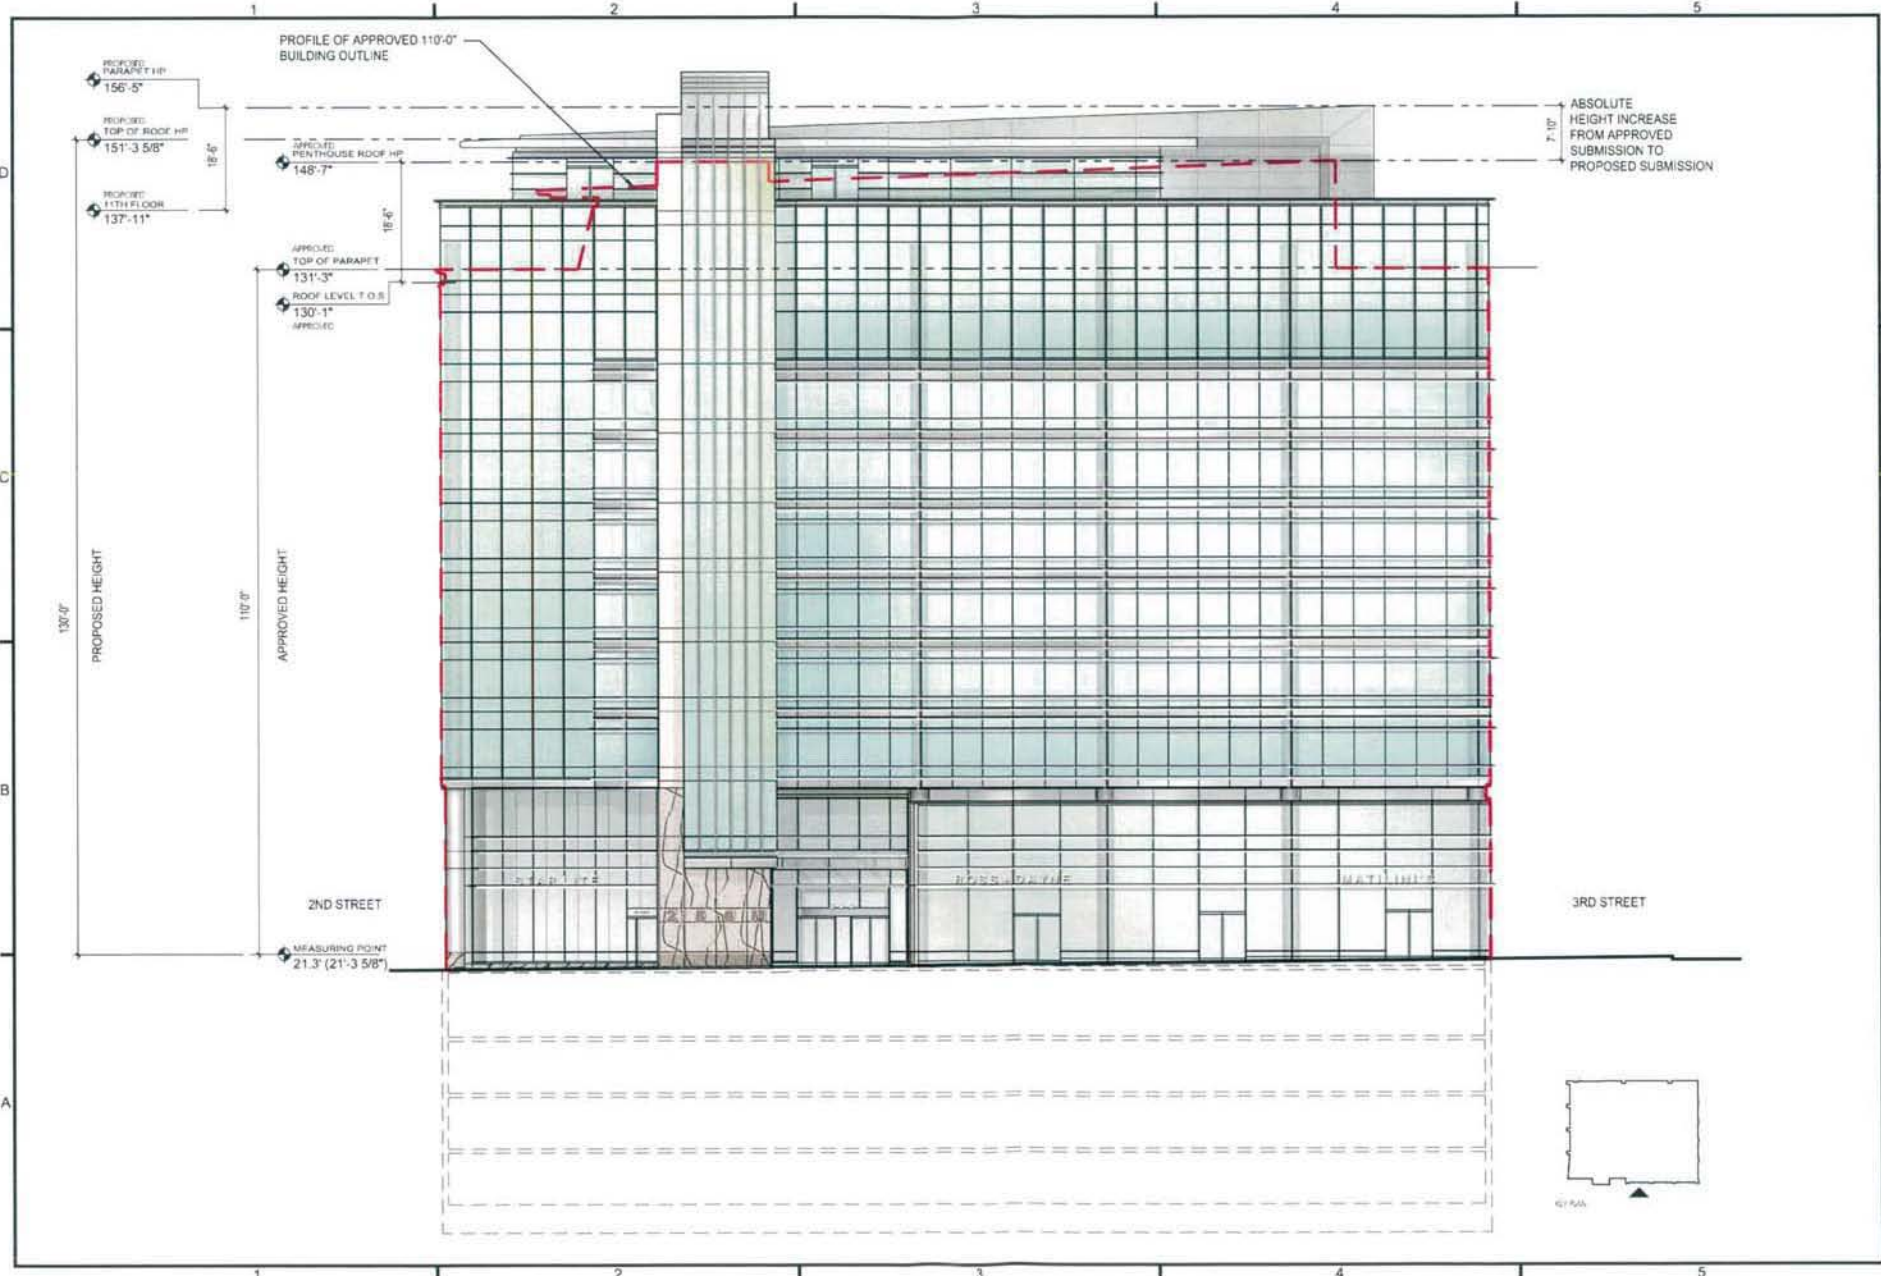 1 2 3 4 5
PROFILE OF APPROVED 110'-0"
BUILDING OUTLINE
PROPOSED
PARAPET HP
156'-5"
PROPOSED
TOP OF ROOF HP
151'-3 5/8"
18'-6"
APPROVED
PENTHOUSE ROOF HP
148'-7"
PROPOSED
11TH FLOOR
137'-11"
18'-6"
APPROVED
TOP OF PARAPET
131'-3"
ROOF LEVEL T.O.S
130'-1"
APPROVED
ABSOLUTE
HEIGHT INCREASE
FROM APPROVED
SUBMISSION TO
PROPOSED SUBMISSION
7'-10"
D
C
B
A
130'-0"
PROPOSED HEIGHT
110'-0"
APPROVED HEIGHT
2ND STREET
MEASURING POINT
21.3' (21'-3 5/8")
ROSS + DAYNE
3RD STREET
KEY PLAN
1 2 3 4 5